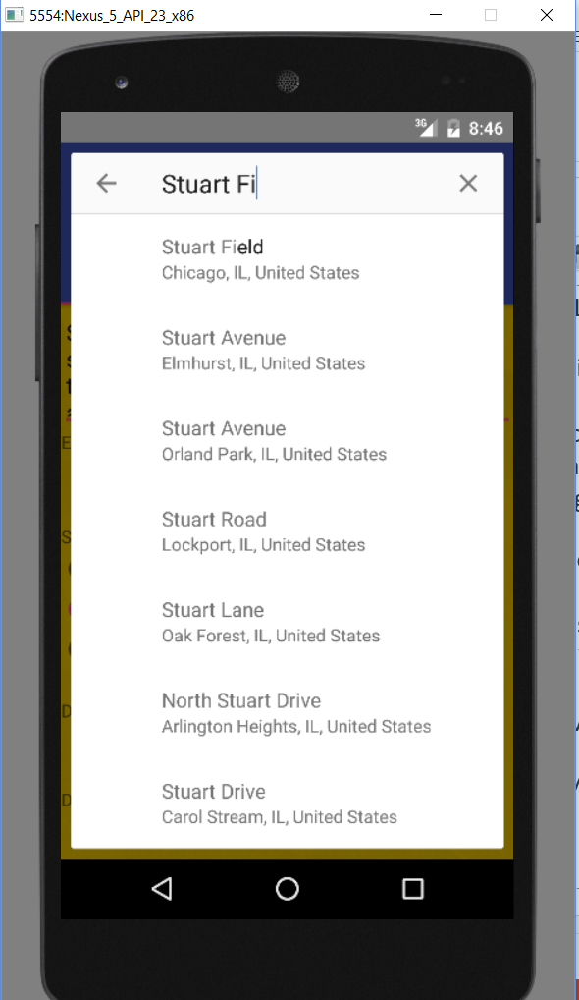 5554:Nexus_5_API_23_x86
3G 8:46
Stuart Fi
Stuart Field
Chicago, IL, United States
Stuart Avenue
Elmhurst, IL, United States
Stuart Avenue
Orland Park, IL, United States
Stuart Road
Lockport, IL, United States
Stuart Lane
Oak Forest, IL, United States
North Stuart Drive
Arlington Heights, IL, United States
Stuart Drive
Carol Stream, IL, United States